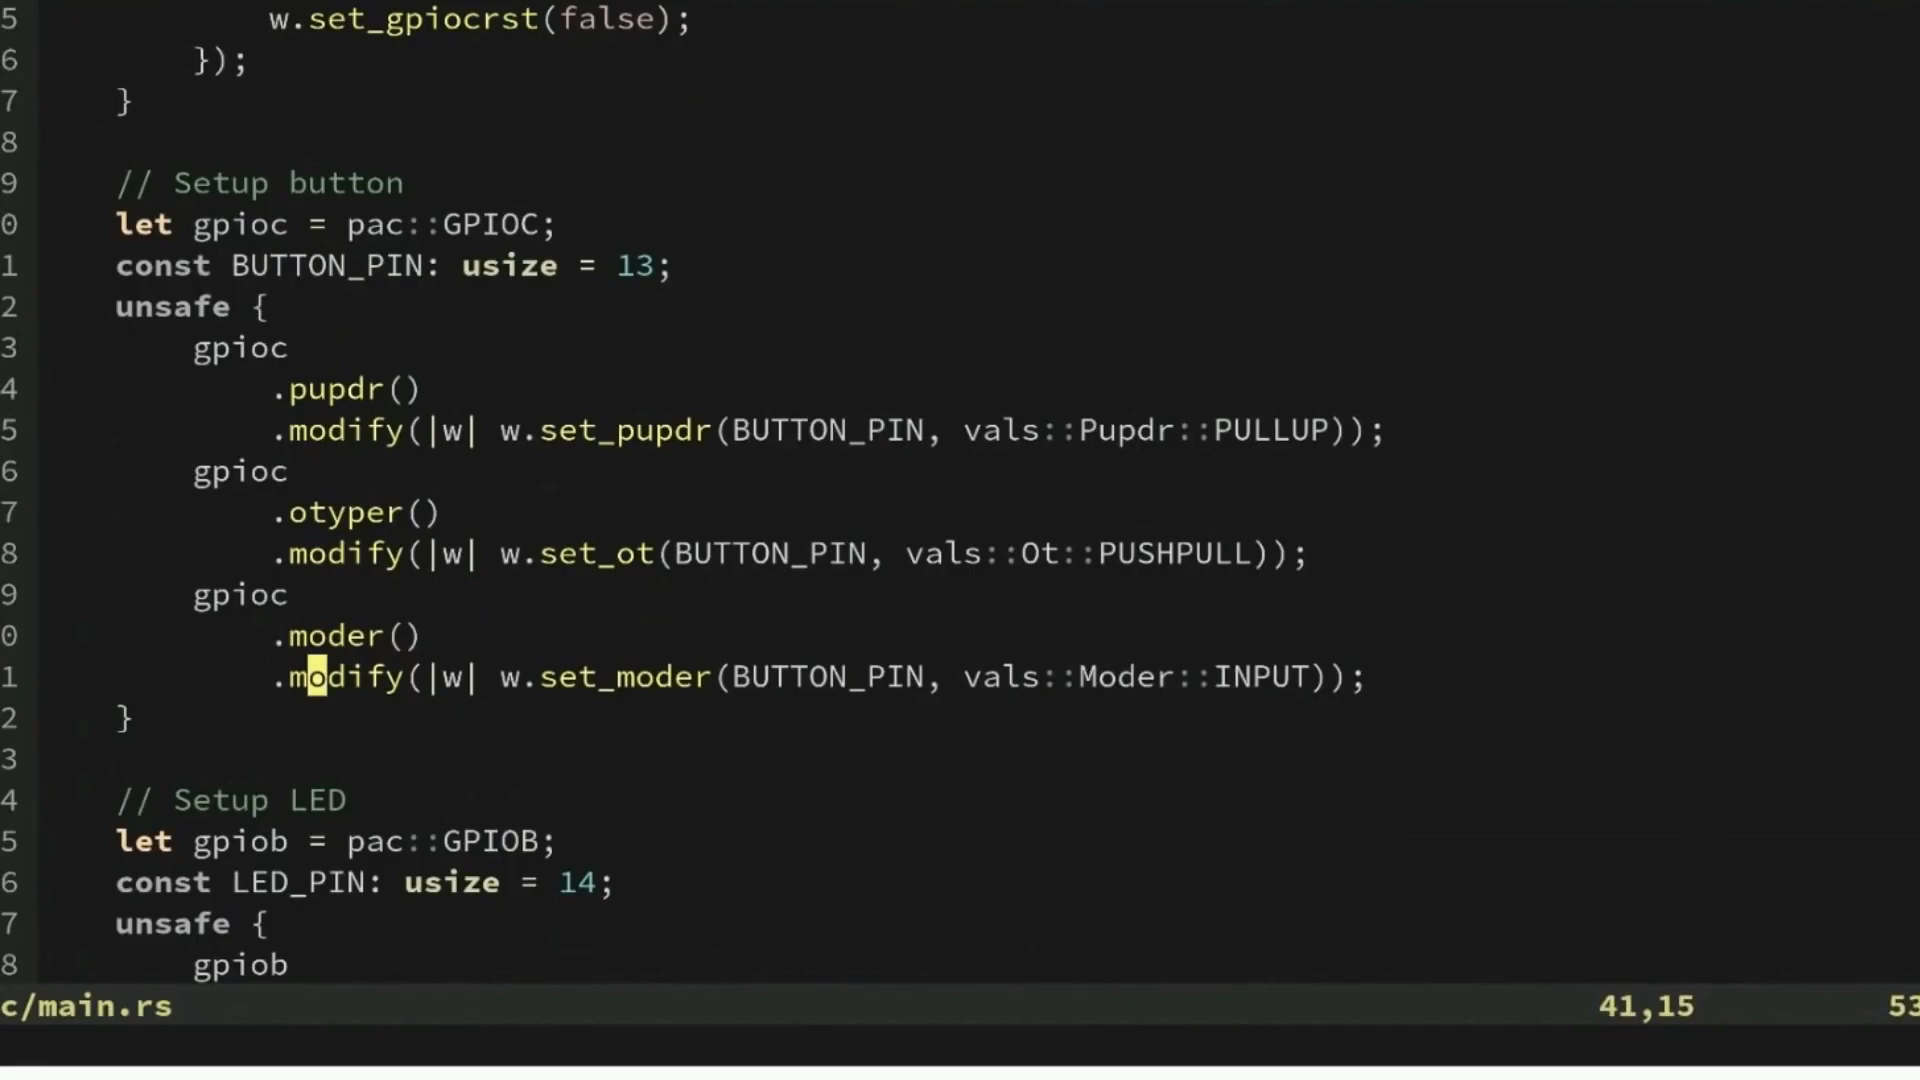 5 w.set_gpiocrst(false);
6 });
7 }
8
9 // Setup button
0 let gpioc = pac::GPIOC;
1 const BUTTON_PIN: usize = 13;
2 unsafe {
3 gpioc
4 .pupdr()
5 .modify(|w| w.set_pupdr(BUTTON_PIN, vals::Pupdr::PULLUP));
6 gpioc
7 .otyper()
8 .modify(|w| w.set_ot(BUTTON_PIN, vals::Ot::PUSHPULL));
9 gpioc
0 .moder()
1 .modify(|w| w.set_moder(BUTTON_PIN, vals::Moder::INPUT));
2 }
3
4 // Setup LED
5 let gpiob = pac::GPIOB;
6 const LED_PIN: usize = 14;
7 unsafe {
8 gpiob
c/main.rs 41,15 53